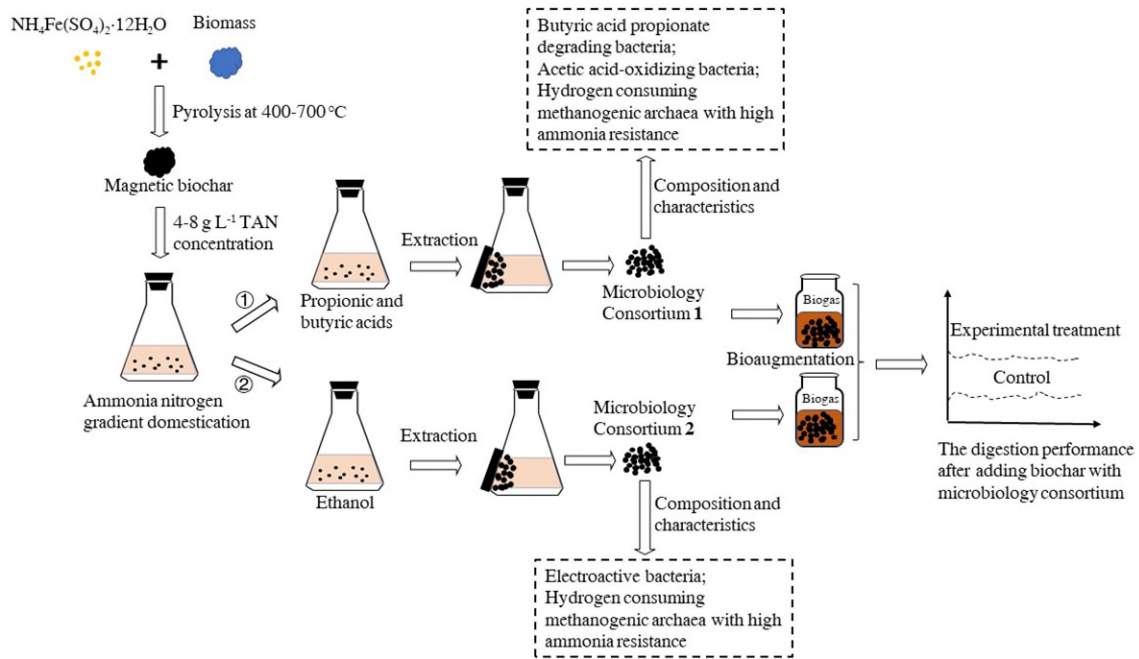 NH₄Fe(SO₄)₂·12H₂O
Biomass
+
Pyrolysis at 400-700℃
Magnetic biochar
4-8 g L⁻¹ TAN
concentration
Ammonia nitrogen
gradient domestication
①
②
Propionic and
butyric acids
Extraction
Microbiology
Consortium 1
Composition and
characteristics
Butyric acid propionate
degrading bacteria;
Acetic acid-oxidizing bacteria;
Hydrogen consuming
methanogenic archaea with high
ammonia resistance
Ethanol
Extraction
Microbiology
Consortium 2
Composition and
characteristics
Electroactive bacteria;
Hydrogen consuming
methanogenic archaea with high
ammonia resistance
Biogas
Bioaugmentation
Biogas
Experimental treatment
Control
The digestion performance
after adding biochar with
microbiology consortium